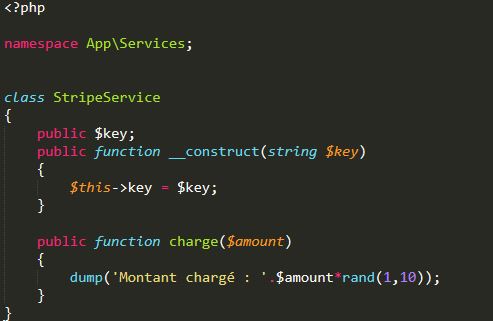 <?php
namespace App\Services;
class StripeService
{
public $key;
public function __construct(string $key)
{
$this->key = $key;
}
public function charge($amount)
{
dump('Montant chargé : '.$amount*rand(1,10));
}
}